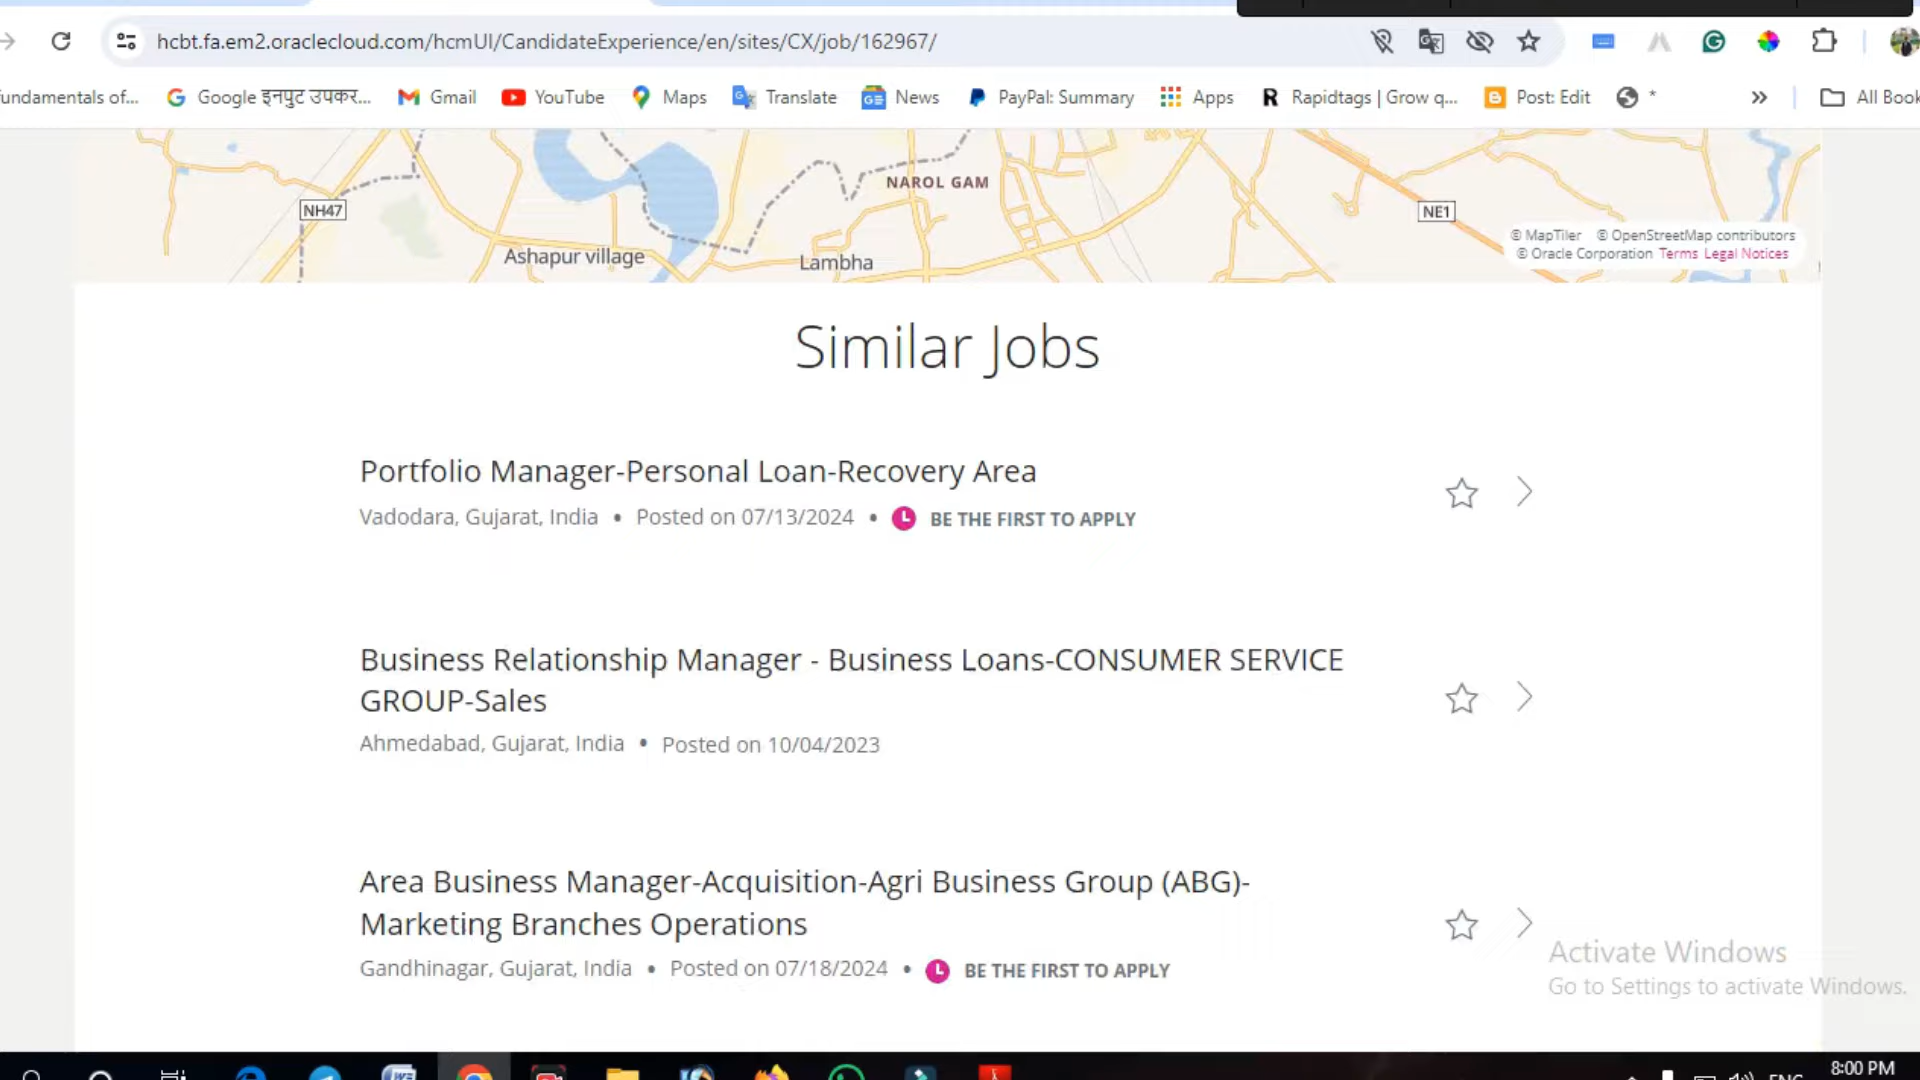 hcbt.fa.em2.oraclecloud.com/hcmUI/CandidateExperience/en/sites/CX/job/162967/
undamentals of... Google इनपुट उपकर... Gmail YouTube Maps Translate News PayPal: Summary Apps Rapidtags | Grow q... Post: Edit * » All Book
NAROL GAM
NH47
NE1
© MapTiler © OpenStreetMap contributors
© Oracle Corporation Terms Legal Notices
Ashapur village
Lambha
Similar Jobs
Portfolio Manager-Personal Loan-Recovery Area
Vadodara, Gujarat, India • Posted on 07/13/2024 • BE THE FIRST TO APPLY
Business Relationship Manager - Business Loans-CONSUMER SERVICE
GROUP-Sales
Ahmedabad, Gujarat, India • Posted on 10/04/2023
Area Business Manager-Acquisition-Agri Business Group (ABG)-
Marketing Branches Operations
Gandhinagar, Gujarat, India • Posted on 07/18/2024 • BE THE FIRST TO APPLY
Activate Windows
Go to Settings to activate Windows.
8:00 PM
ENG